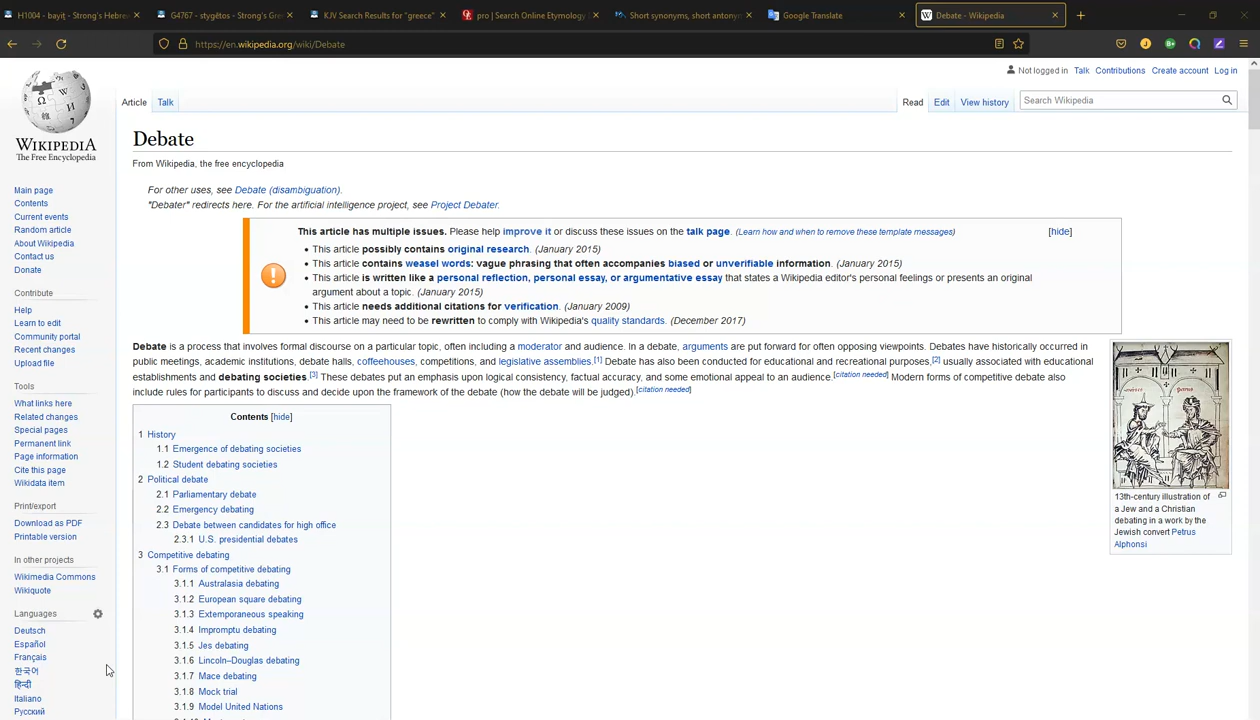 H1004 - bayiṯ - Strong's Hebre
G4767 - stygētos - Strong's Gre
KJV Search Results for "greece"
pro | Search Online Etymology
Short synonyms, short antonym
Google Translate
Debate - Wikipedia
https://en.wikipedia.org/wiki/Debate
Not logged in Talk Contributions Create account Log in
Article Talk
Read Edit View history
Search Wikipedia
WIKIPEDIA
The Free Encyclopedia
Main page
Contents
Current events
Random article
About Wikipedia
Contact us
Donate
Contribute
Help
Learn to edit
Community portal
Recent changes
Upload file
Tools
What links here
Related changes
Special pages
Permanent link
Page information
Cite this page
Wikidata item
Print/export
Download as PDF
Printable version
In other projects
Wikimedia Commons
Wikiquote
Languages
Deutsch
Español
Français
한국어
हिन्दी
Italiano
Русский
Debate
From Wikipedia, the free encyclopedia
For other uses, see Debate (disambiguation).
"Debater" redirects here. For the artificial intelligence project, see Project Debater.
This article has multiple issues. Please help improve it or discuss these issues on the talk page. (Learn how and when to remove these template messages) [hide]
• This article possibly contains original research. (January 2015)
• This article contains weasel words: vague phrasing that often accompanies biased or unverifiable information. (January 2015)
• This article is written like a personal reflection, personal essay, or argumentative essay that states a Wikipedia editor's personal feelings or presents an original
argument about a topic. (January 2015)
• This article needs additional citations for verification. (January 2009)
• This article may need to be rewritten to comply with Wikipedia's quality standards. (December 2017)
Debate is a process that involves formal discourse on a particular topic, often including a moderator and audience. In a debate, arguments are put forward for often opposing viewpoints. Debates have historically occurred in
public meetings, academic institutions, debate halls, coffeehouses, competitions, and legislative assemblies.[1] Debate has also been conducted for educational and recreational purposes,[2] usually associated with educational
establishments and debating societies.[3] These debates put an emphasis upon logical consistency, factual accuracy, and some emotional appeal to an audience.[citation needed] Modern forms of competitive debate also
include rules for participants to discuss and decide upon the framework of the debate (how the debate will be judged).[citation needed]
Contents [hide]
1 History
1.1 Emergence of debating societies
1.2 Student debating societies
2 Political debate
2.1 Parliamentary debate
2.2 Emergency debating
2.3 Debate between candidates for high office
2.3.1 U.S. presidential debates
3 Competitive debating
3.1 Forms of competitive debating
3.1.1 Australasia debating
3.1.2 European square debating
3.1.3 Extemporaneous speaking
3.1.4 Impromptu debating
3.1.5 Jes debating
3.1.6 Lincoln–Douglas debating
3.1.7 Mace debating
3.1.8 Mock trial
3.1.9 Model United Nations
13th-century illustration of
a Jew and a Christian
debating in a work by the
Jewish convert Petrus
Alphonsi